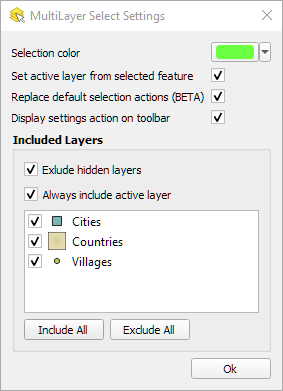 MultiLayer Select Settings
Selection color
Set active layer from selected feature
Replace default selection actions (BETA)
Display settings action on toolbar
Included Layers
Exlude hidden layers
Always include active layer
Cities
Countries
Villages
Include All
Exclude All
Ok